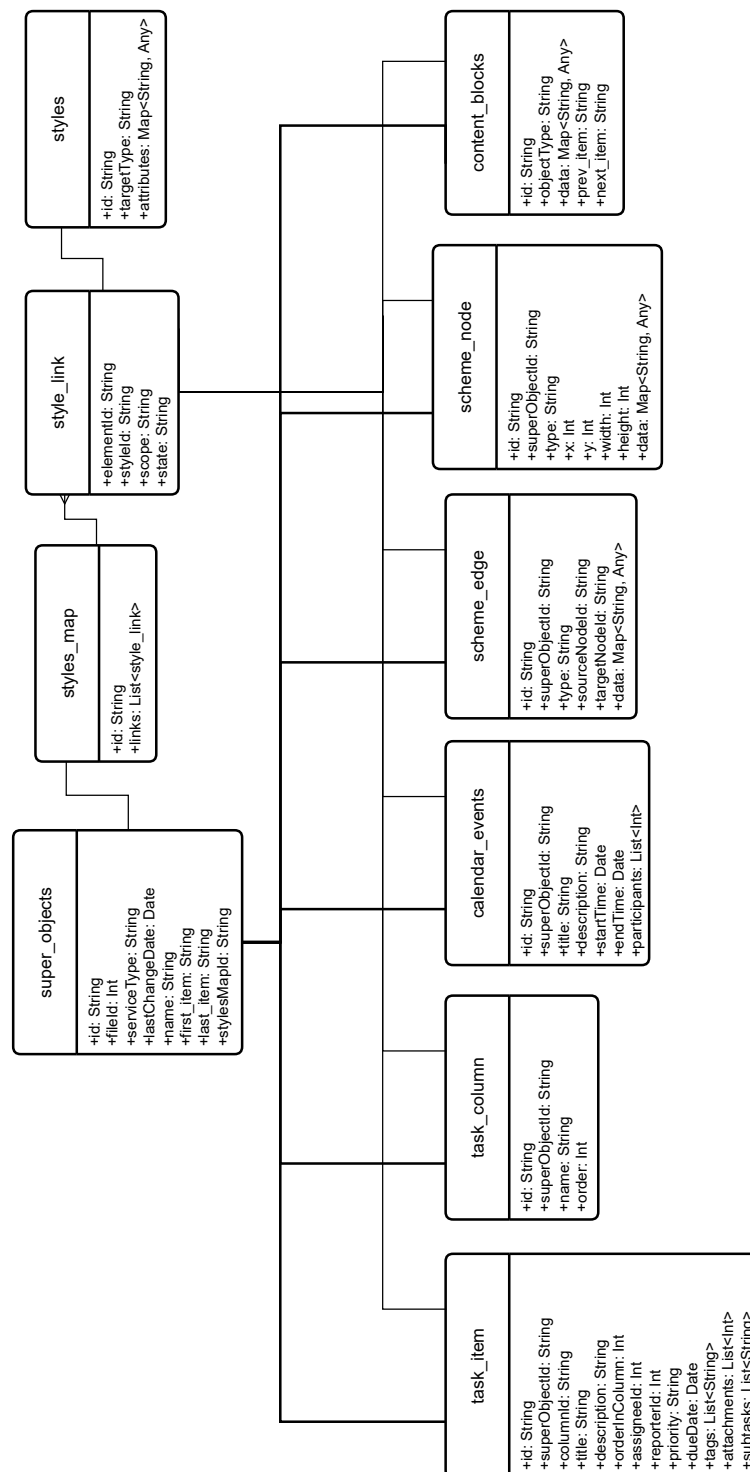 super_objects
+id: String
+fileId: Int
+serviceType: String
+lastChangeDate: Date
+name: String
+first_item: String
+last_item: String
+stylesMapId: String
styles_map
+id: String
+links: List<style_link>
style_link
+elementId: String
+styleId: String
+scope: String
+state: String
styles
+id: String
+targetType: String
+attributes: Map<String, Any>
task_item
+id: String
+superObjectId: String
+columnId: String
+title: String
+description: String
+orderInColumn: Int
+assigneeId: Int
+reporterId: Int
+priority: String
+dueDate: Date
+tags: List<String>
+attachments: List<Int>
+subtasks: List<String>
task_column
+id: String
+superObjectId: String
+name: String
+order: Int
calendar_events
+id: String
+superObjectId: String
+title: String
+description: String
+startTime: Date
+endTime: Date
+participants: List<Int>
scheme_edge
+id: String
+superObjectId: String
+type: String
+sourceNodeId: String
+targetNodeId: String
+data: Map<String, Any>
scheme_node
+id: String
+superObjectId: String
+type: String
+x: Int
+y: Int
+width: Int
+height: Int
+data: Map<String, Any>
content_blocks
+id: String
+objectType: String
+data: Map<String, Any>
+prev_item: String
+next_item: String